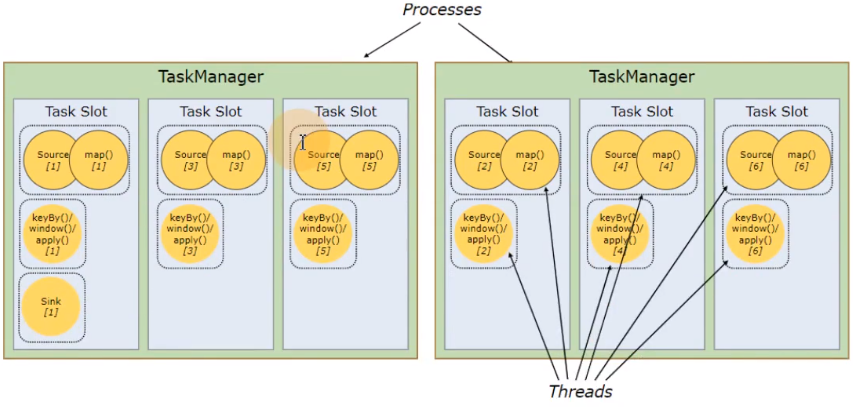 Processes
TaskManager
TaskManager
Task Slot
Task Slot
Task Slot
Task Slot
Task Slot
Task Slot
Source
[1]
map()
[1]
Source
[3]
map()
[3]
Source
[5]
map()
[5]
Source
[2]
map()
[2]
Source
[4]
map()
[4]
Source
[6]
map()
[6]
keyBy()/
window()/
apply()
[1]
keyBy()/
window()/
apply()
[3]
keyBy()/
window()/
apply()
[5]
keyBy()/
window()/
apply()
[2]
keyBy()/
window()/
apply()
[4]
keyBy()/
window()/
apply()
[6]
Sink
[1]
Threads